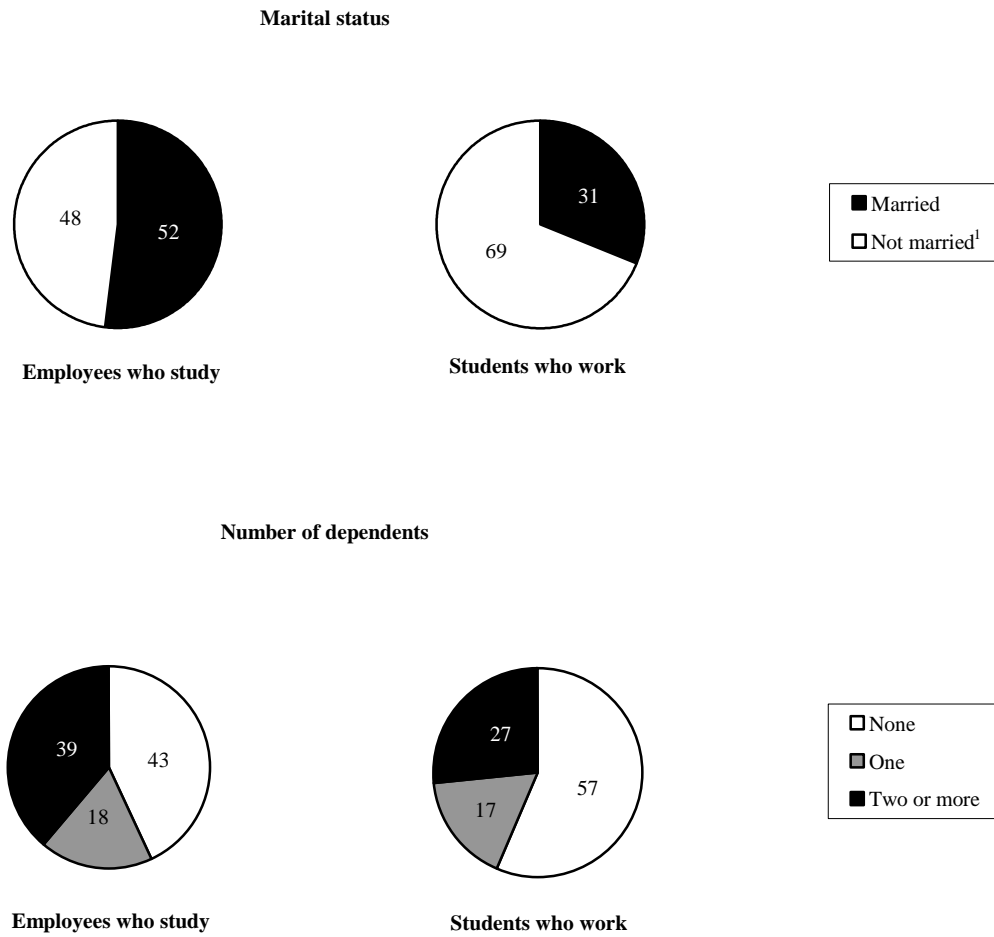 Marital status
48
52
31
69
Married
Not married¹
Employees who study
Students who work
Number of dependents
39
43
18
27
57
17
None
One
Two or more
Employees who study
Students who work